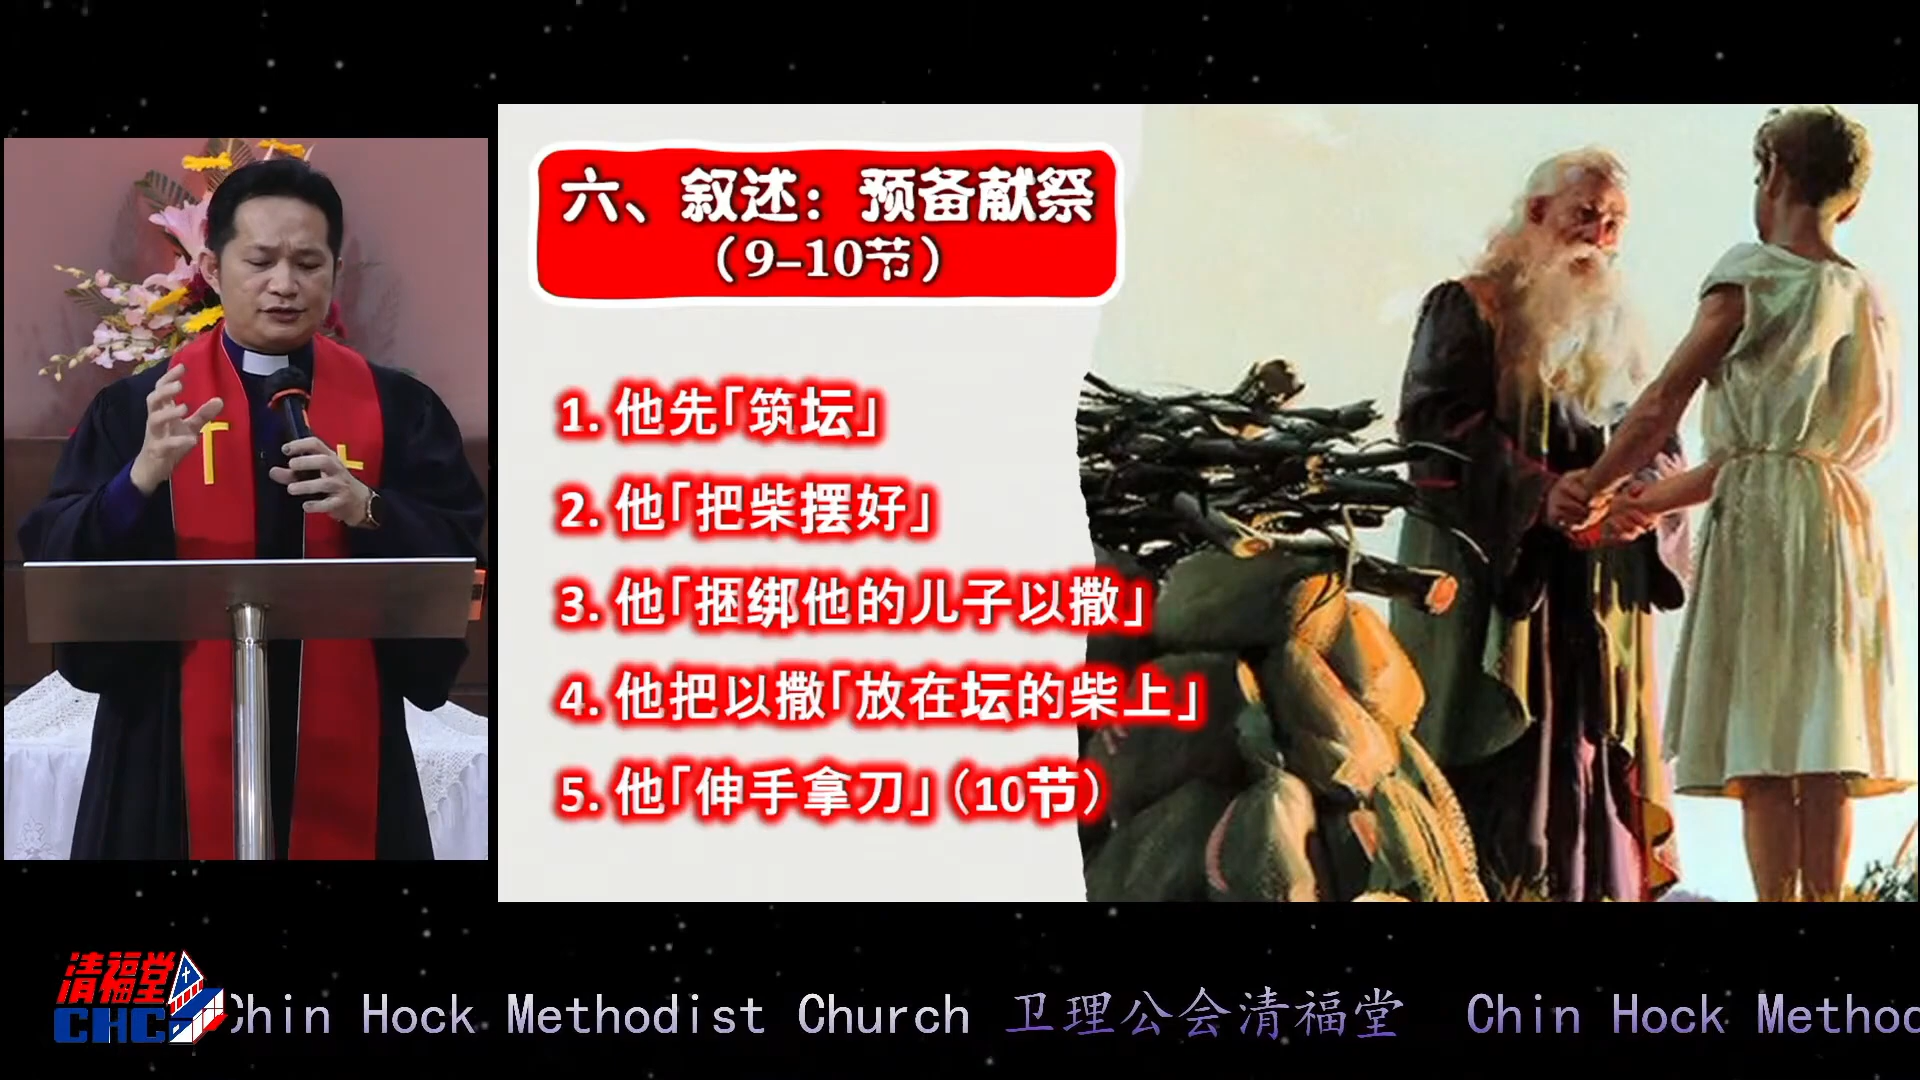 六、叙述：预备献祭
（9–10节）
1. 他先「筑坛」
2. 他「把柴摆好」
3. 他「捆绑他的儿子以撒」
4. 他把以撒「放在坛的柴上」
5. 他「伸手拿刀」（10节）
清福堂
CHC
Chin Hock Methodist Church 卫理公会清福堂 Chin Hock Methoc